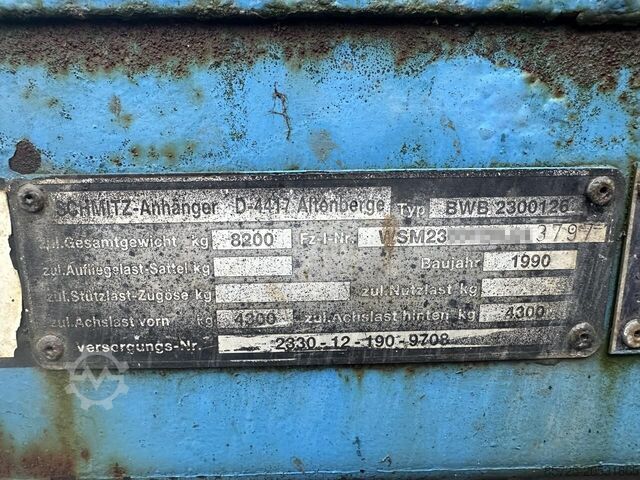 SCHMITZ-Anhänger D-4417 Altenberge Typ BWB 2300126
zul.Gesamtgewicht kg 8200 Fz-I-Nr. WSM23 3797
zul.Aufliegelast-Sattel kg Baujahr 1990
zul.Stützlast-Zugöse kg zul.Nutzlast kg
zul.Achslast vorn kg 4300 zul.Achslast hinten kg 4300
Versorgungs-Nr. 2330-12-190-9708